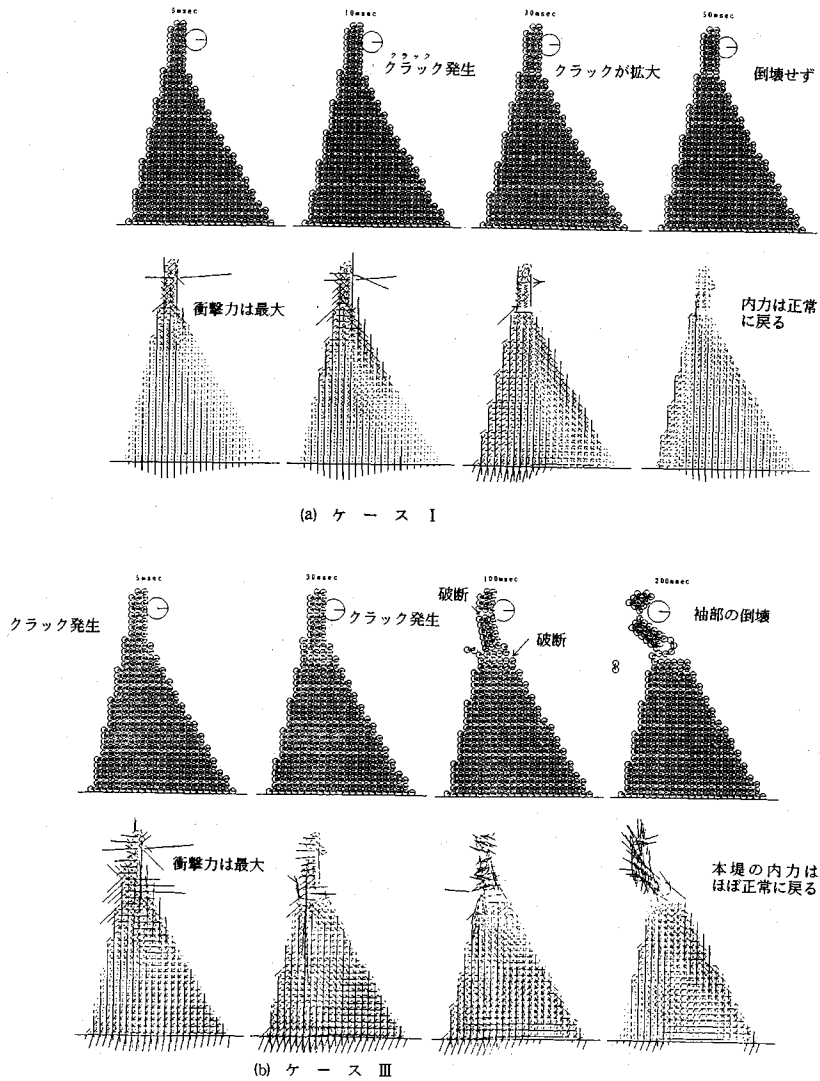 5msec
10msec
30msec
50msec
クラック
クラック発生
クラックが拡大
倒壊せず
衝撃力は最大
内力は正常
に戻る
(a) ケ ー ス Ⅰ
5msec
30msec
100msec
200msec
クラック発生
クラック発生
破断
破断
袖部の倒壊
衝撃力は最大
本堤の内力は
ほぼ正常に戻る
(b) ケ ー ス Ⅲ